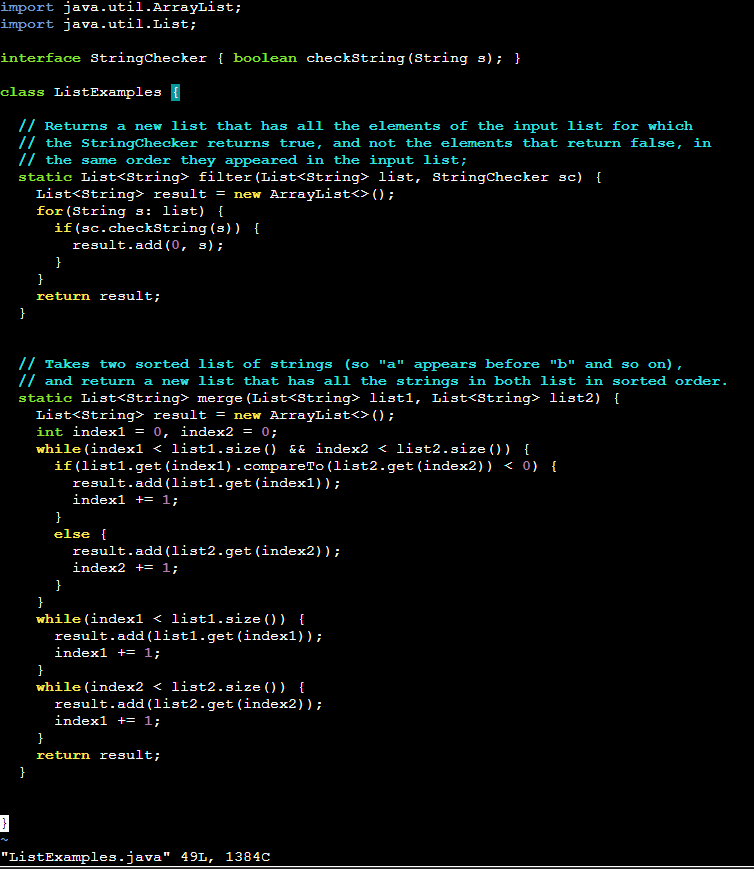 import java.util.ArrayList;
import java.util.List;

interface StringChecker { boolean checkString(String s); }

class ListExamples {

  // Returns a new list that has all the elements of the input list for which
  // the StringChecker returns true, and not the elements that return false, in
  // the same order they appeared in the input list;
  static List<String> filter(List<String> list, StringChecker sc) {
    List<String> result = new ArrayList<>();
    for(String s: list) {
      if(sc.checkString(s)) {
        result.add(0, s);
      }
    }
    return result;
  }


  // Takes two sorted list of strings (so "a" appears before "b" and so on),
  // and return a new list that has all the strings in both list in sorted order.
  static List<String> merge(List<String> list1, List<String> list2) {
    List<String> result = new ArrayList<>();
    int index1 = 0, index2 = 0;
    while(index1 < list1.size() && index2 < list2.size()) {
      if(list1.get(index1).compareTo(list2.get(index2)) < 0) {
        result.add(list1.get(index1));
        index1 += 1;
      }
      else {
        result.add(list2.get(index2));
        index2 += 1;
      }
    }
    while(index1 < list1.size()) {
      result.add(list1.get(index1));
      index1 += 1;
    }
    while(index2 < list2.size()) {
      result.add(list2.get(index2));
      index1 += 1;
    }
    return result;
  }


}
~
"ListExamples.java" 49L, 1384C